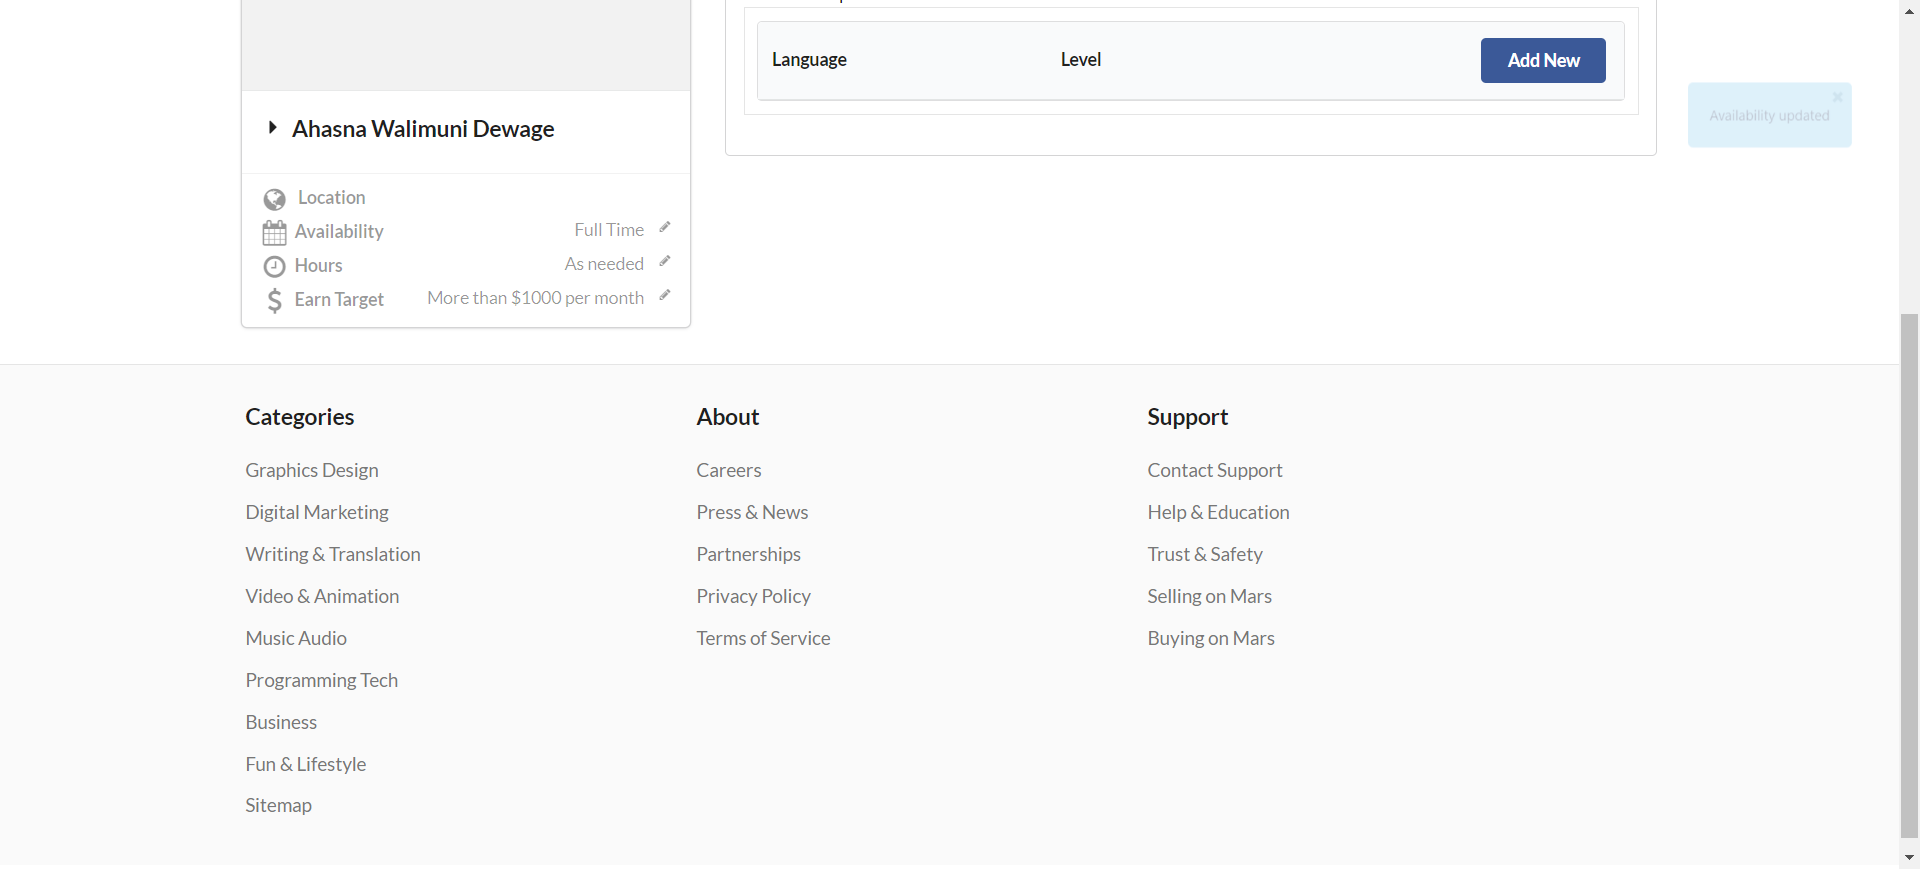 Language Level Add New
Availability updated
Ahasna Walimuni Dewage
Location
Availability Full Time
Hours As needed
Earn Target More than $1000 per month
Categories
Graphics Design
Digital Marketing
Writing & Translation
Video & Animation
Music Audio
Programming Tech
Business
Fun & Lifestyle
Sitemap
About
Careers
Press & News
Partnerships
Privacy Policy
Terms of Service
Support
Contact Support
Help & Education
Trust & Safety
Selling on Mars
Buying on Mars